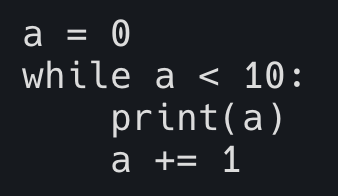 a = 0
while a < 10:
    print(a)
    a += 1